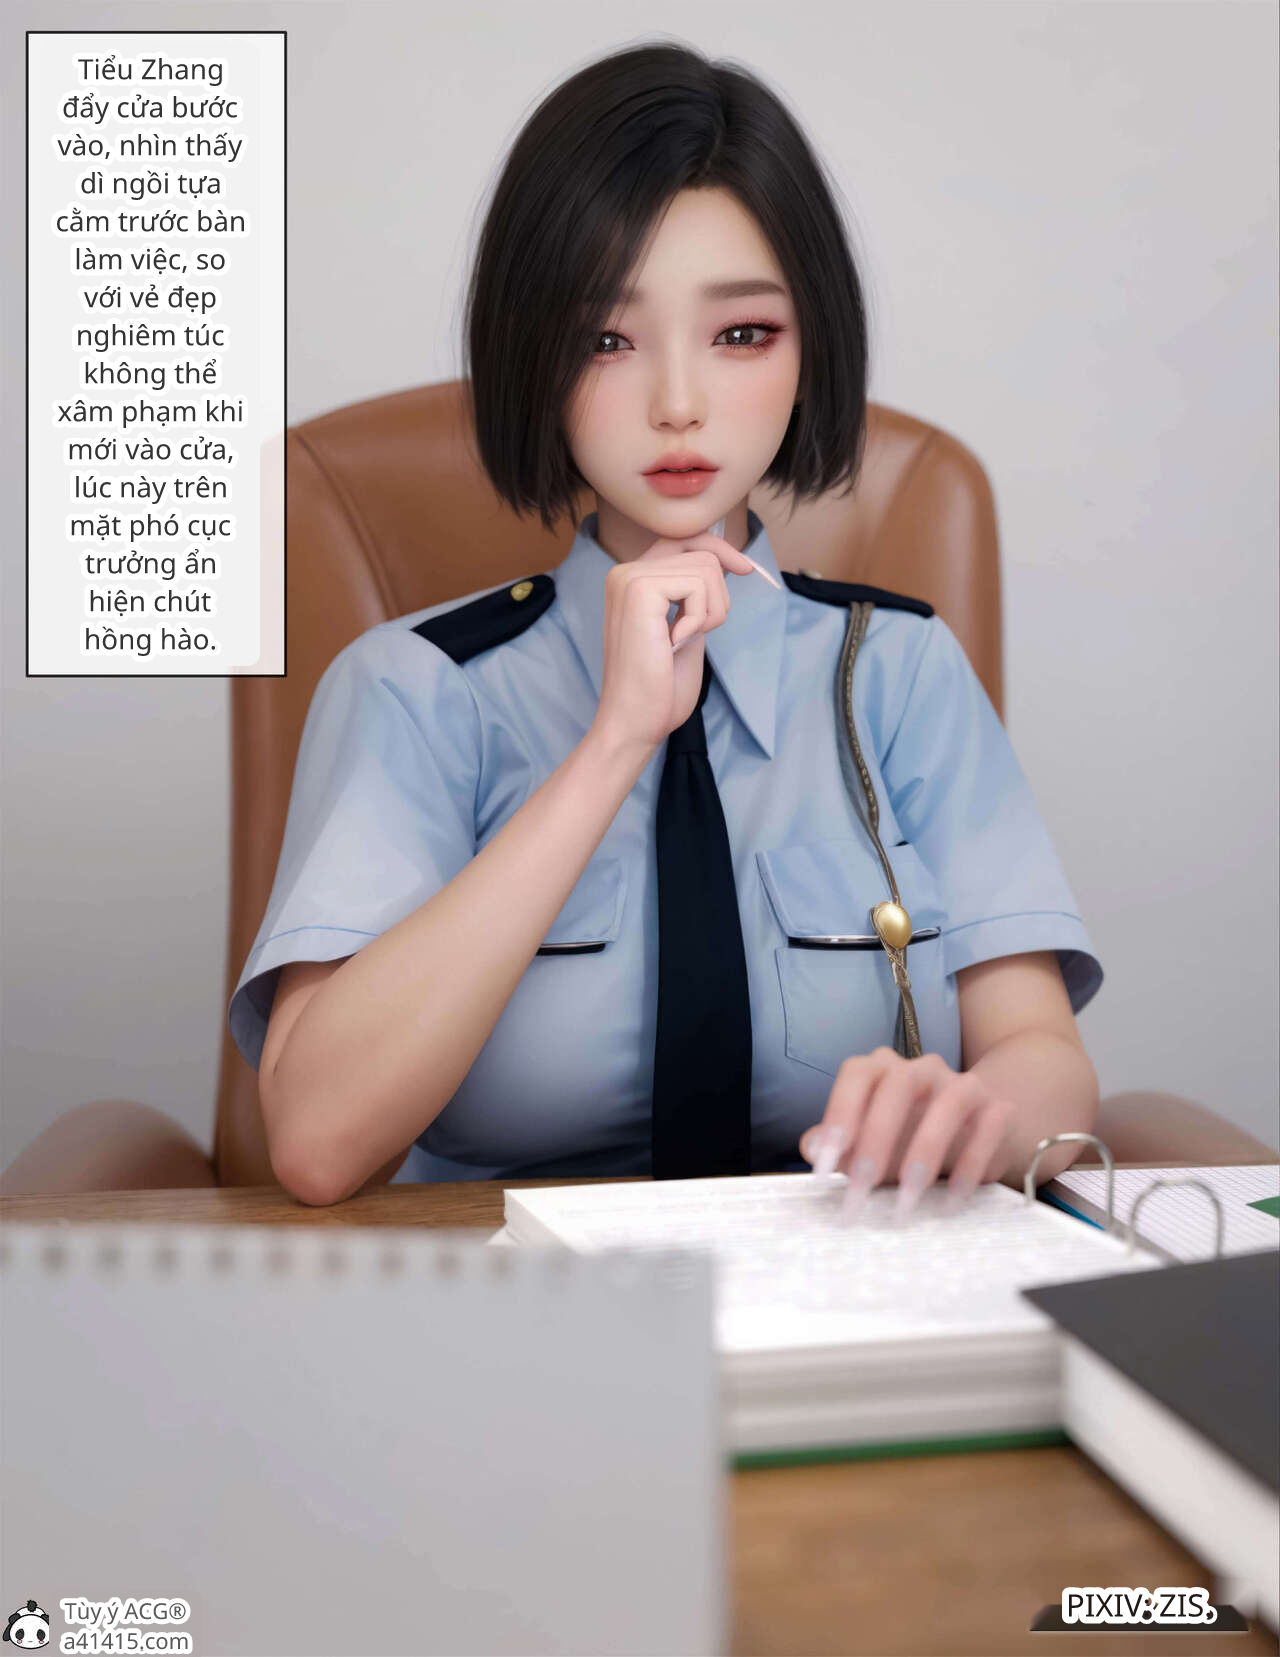 Tiểu Zhang
đẩy cửa bước
vào, nhìn thấy
dì ngồi tựa
cằm trước bàn
làm việc, so
với vẻ đẹp
nghiêm túc
không thể
xâm phạm khi
mới vào cửa,
lúc này trên
mặt phó cục
trưởng ẩn
hiện chút
hồng hào.
Tùy ý ACG®
a41415.com
PIXIV: ZIS.